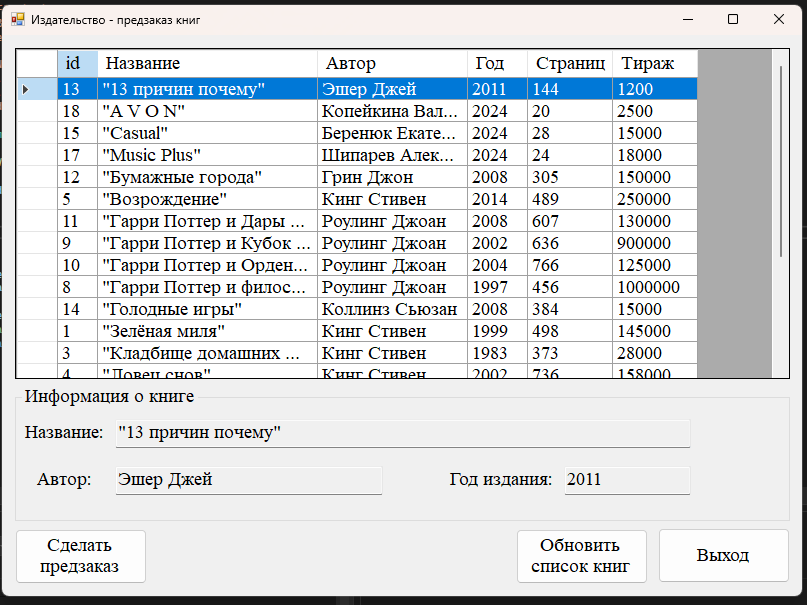 Издательство - предзаказ книг
id Название Автор Год Страниц Тираж
13 "13 причин почему" Эшер Джей 2011 144 1200
18 "A V O N" Копейкина Вал... 2024 20 2500
15 "Casual" Беренюк Екате... 2024 28 15000
17 "Music Plus" Шипарев Алек... 2024 24 18000
12 "Бумажные города" Грин Джон 2008 305 150000
5 "Возрождение" Кинг Стивен 2014 489 250000
11 "Гарри Поттер и Дары ... Роулинг Джоан 2008 607 130000
9 "Гарри Поттер и Кубок ... Роулинг Джоан 2002 636 900000
10 "Гарри Поттер и Орден... Роулинг Джоан 2004 766 125000
8 "Гарри Поттер и филос... Роулинг Джоан 1997 456 1000000
14 "Голодные игры" Коллинз Сьюзан 2008 384 15000
1 "Зелёная миля" Кинг Стивен 1999 498 145000
3 "Кладбище домашних ... Кинг Стивен 1983 373 28000
4 "Ловец снов" Кинг Стивен 2002 736 158000
Информация о книге
Название: "13 причин почему"
Автор: Эшер Джей Год издания: 2011
Сделать предзаказ
Обновить список книг
Выход